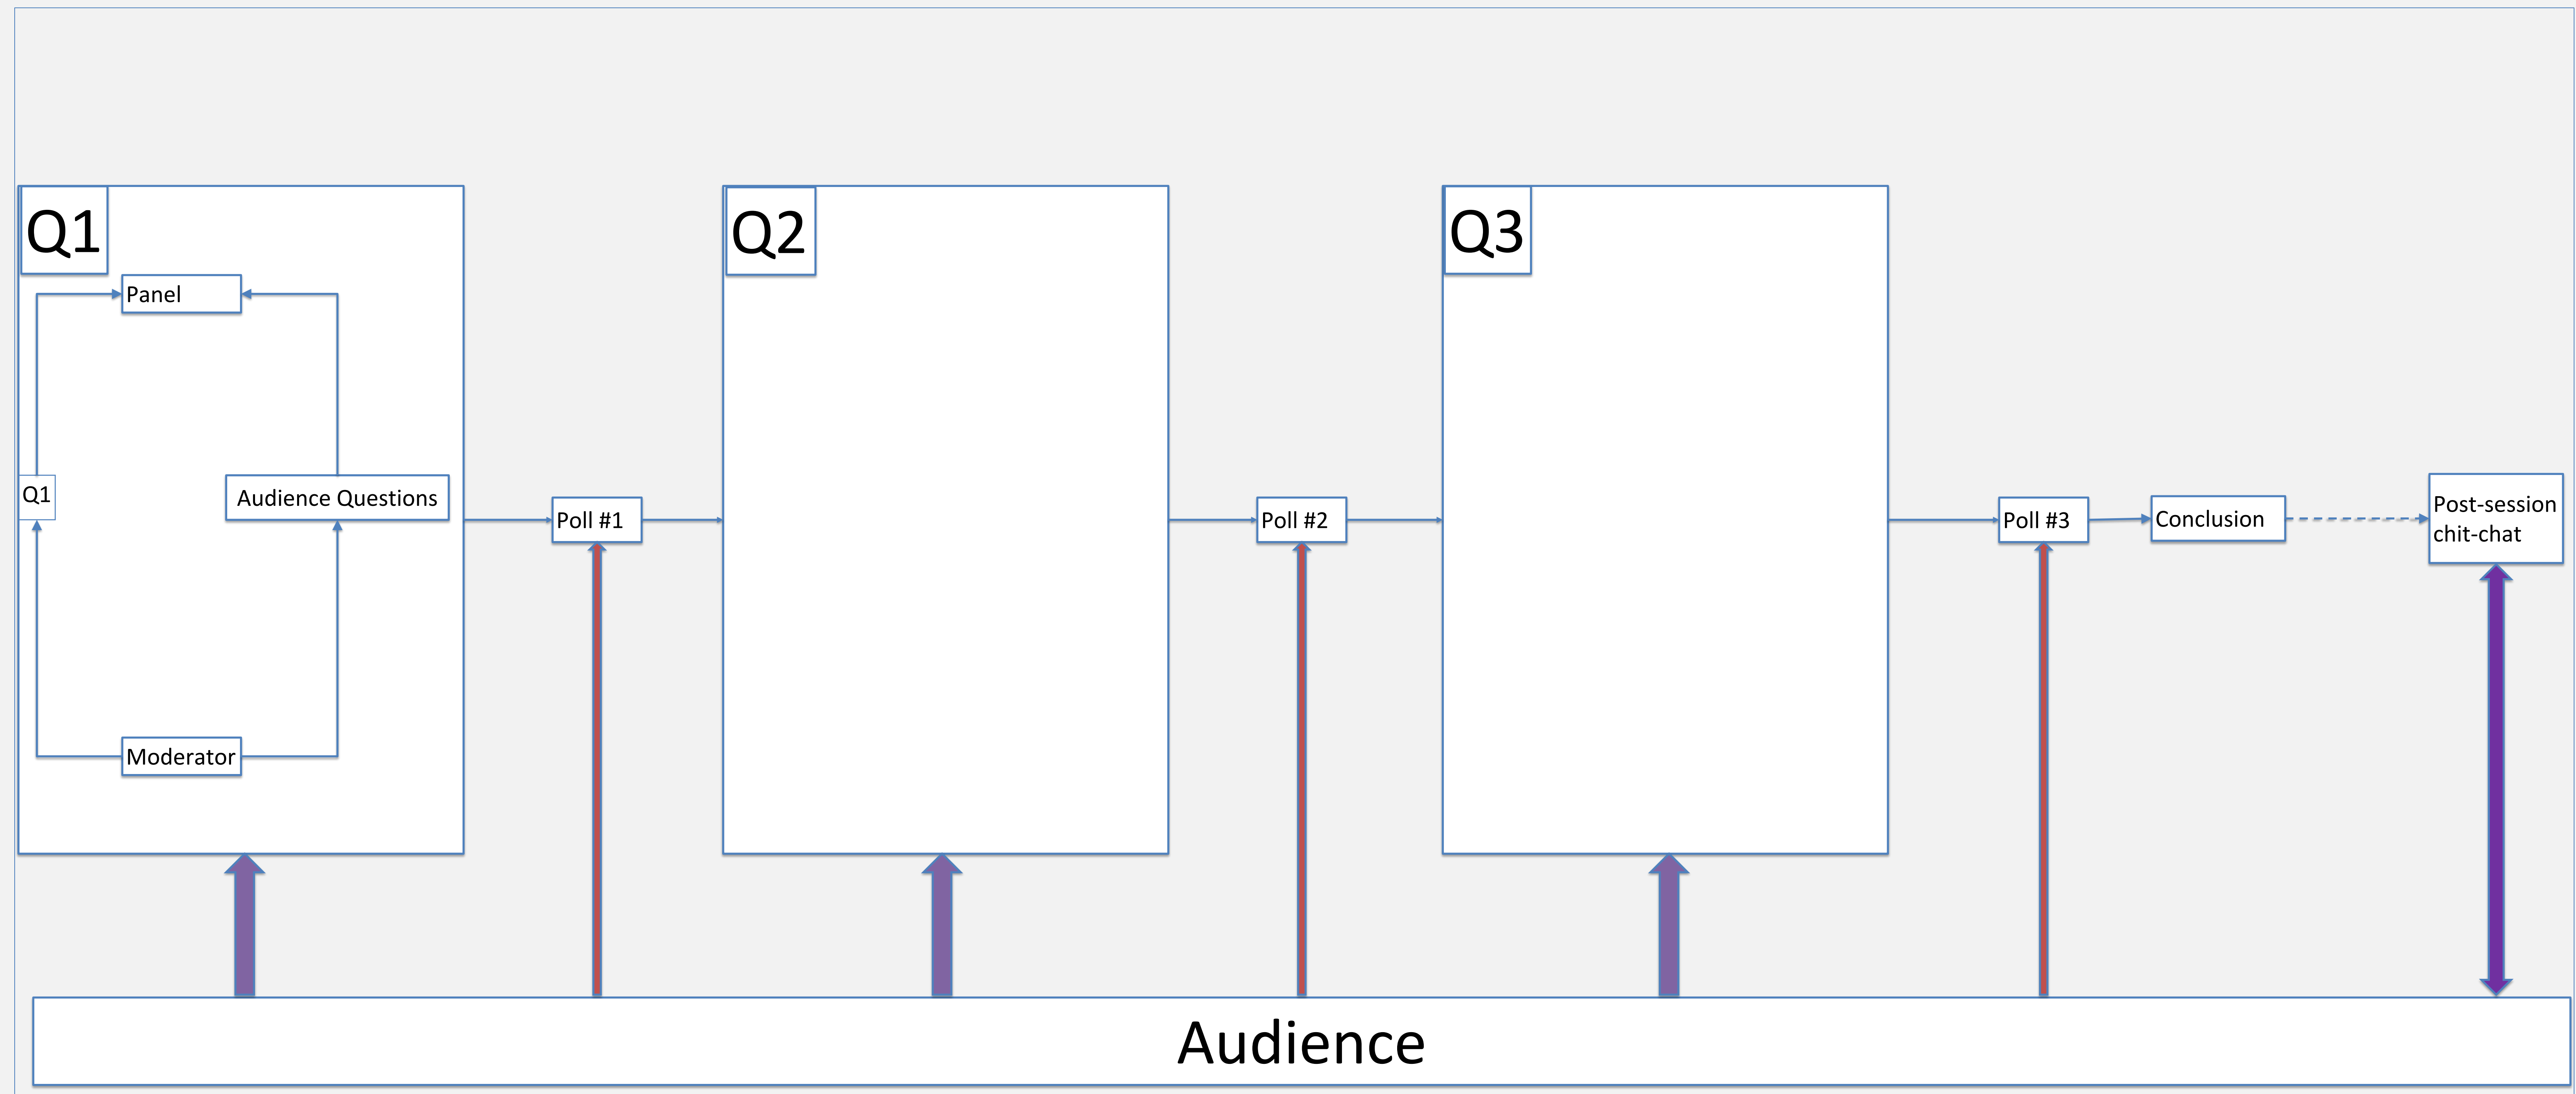 Q1
Panel
Q1
Audience Questions
Moderator
Poll #1
Q2
Poll #2
Q3
Poll #3
Conclusion
Post-session
chit-chat
Audience